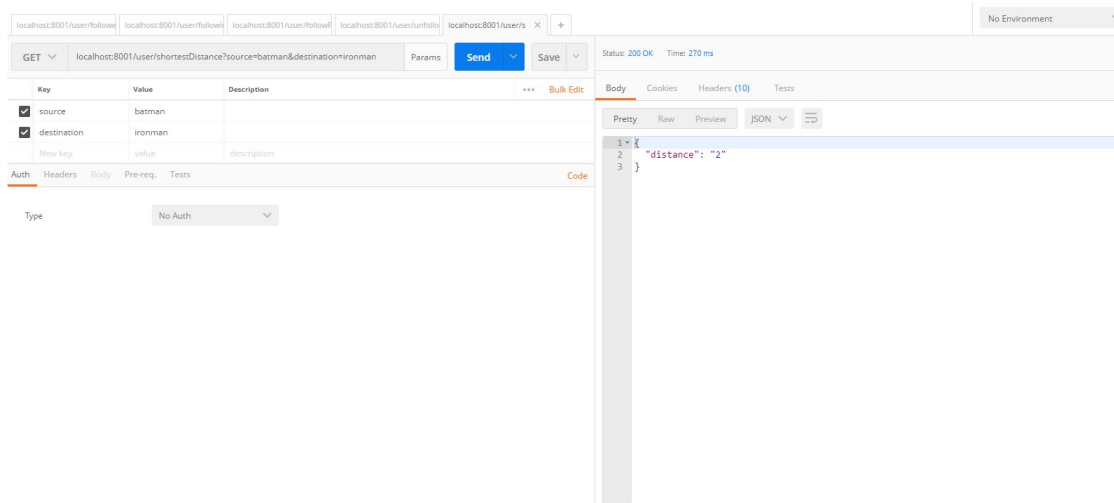 localhost:8001/user/followe localhost:8001/user/followi localhost:8001/user/followF localhost:8001/user/unfollo localhost:8001/user/s × +
No Environment
GET localhost:8001/user/shortestDistance?source=batman&destination=ironman Params Send Save
Status: 200 OK Time: 270 ms
Key Value Description ••• Bulk Edit
Body Cookies Headers (10) Tests
source batman
destination ironman
Pretty Raw Preview JSON
New key value description
1 {
2 "distance": "2"
3 }
Auth Headers Body Pre-req. Tests Code
Type No Auth